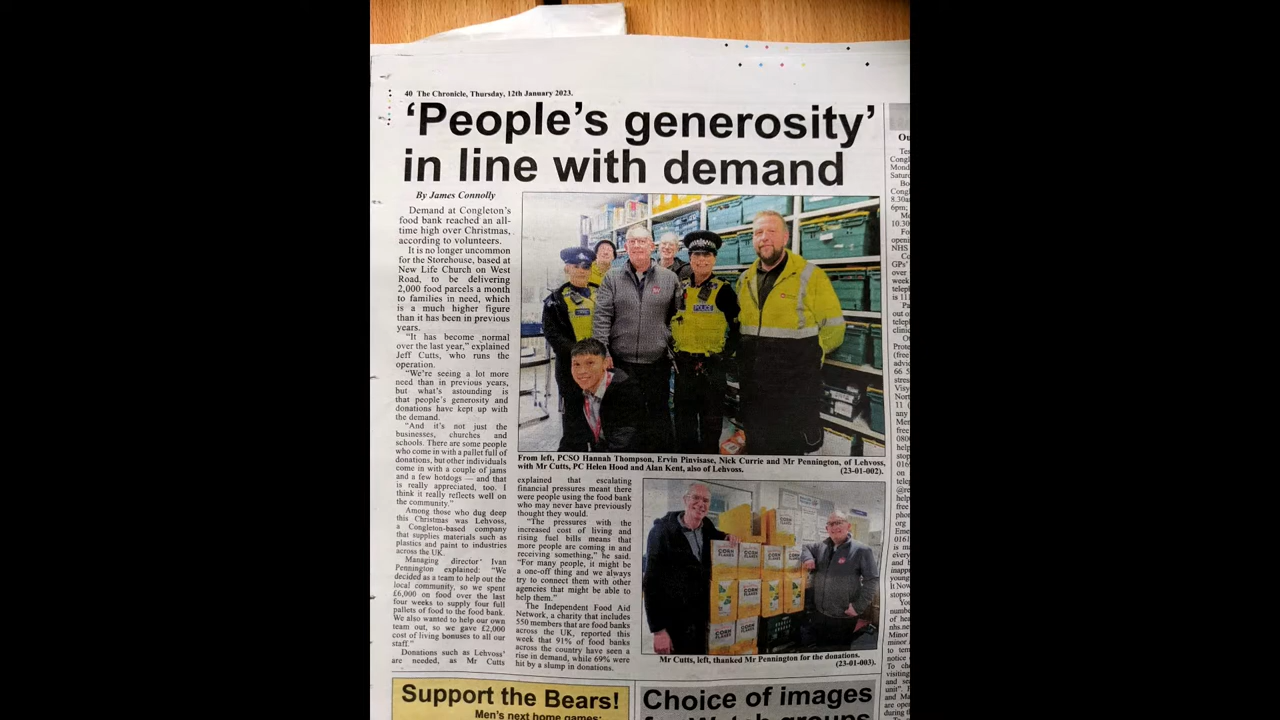 40 The Chronicle, Thursday, 12th January 2023.
‘People’s generosity’
in line with demand
By James Connolly
Demand at Congleton’s
food bank reached an all-
time high over Christmas,
according to volunteers.
It is no longer uncommon
for the Storehouse, based at
New Life Church on West
Road, to be delivering
2,000 food parcels a month
to families in need, which
is a much higher figure
than it has been in previous
years.
“It has become normal
over the last year,” explained
Jeff Cutts, who runs the
operation.
“We’re seeing a lot more
need than in previous years,
but what’s astounding is
that people’s generosity and
donations have kept up with
the demand.
“And it’s not just the
businesses, churches and
schools. There are some people
who come in with a pallet full of
donations, but other individuals
come in with a couple of jams
and a few hotdogs — and that
is really appreciated, too. I
think it really reflects well on
the community.”
Among those who dug deep
this Christmas was Lehvoss,
a Congleton-based company
that supplies materials such as
plastics and paint to industries
across the UK.
Managing director Ivan
Pennington explained: “We
decided as a team to help out the
local community, so we spent
£6,000 on food over the last
four weeks to supply four full
pallets of food to the food bank.
We also wanted to help our own
team out, so we gave £2,000
cost of living bonuses to all our
staff.”
Donations such as Lehvoss’
are needed, as Mr Cutts
POLICE
From left, PCSO Hannah Thompson, Ervin Pinvisase, Nick Currie and Mr Pennington, of Lehvoss,
with Mr Cutts, PC Helen Hood and Alan Kent, also of Lehvoss.
(23-01-002).
explained that escalating
financial pressures meant there
were people using the food bank
who may never have previously
thought they would.
“The pressures with the
increased cost of living and
rising fuel bills means that
more people are coming in and
receiving something,” he said.
“For many people, it might be
a one-off thing and we always
try to connect them with other
agencies that might be able to
help them.”
The Independent Food Aid
Network, a charity that includes
550 members that are food banks
across the UK, reported this
week that 91% of food banks
across the country have seen a
rise in demand, while 69% were
hit by a slump in donations.
CORN FLAKES
Mr Cutts, left, thanked Mr Pennington for the donations.
(23-01-003).
Support the Bears!
Men’s next home games:
Choice of images
for Watch groups